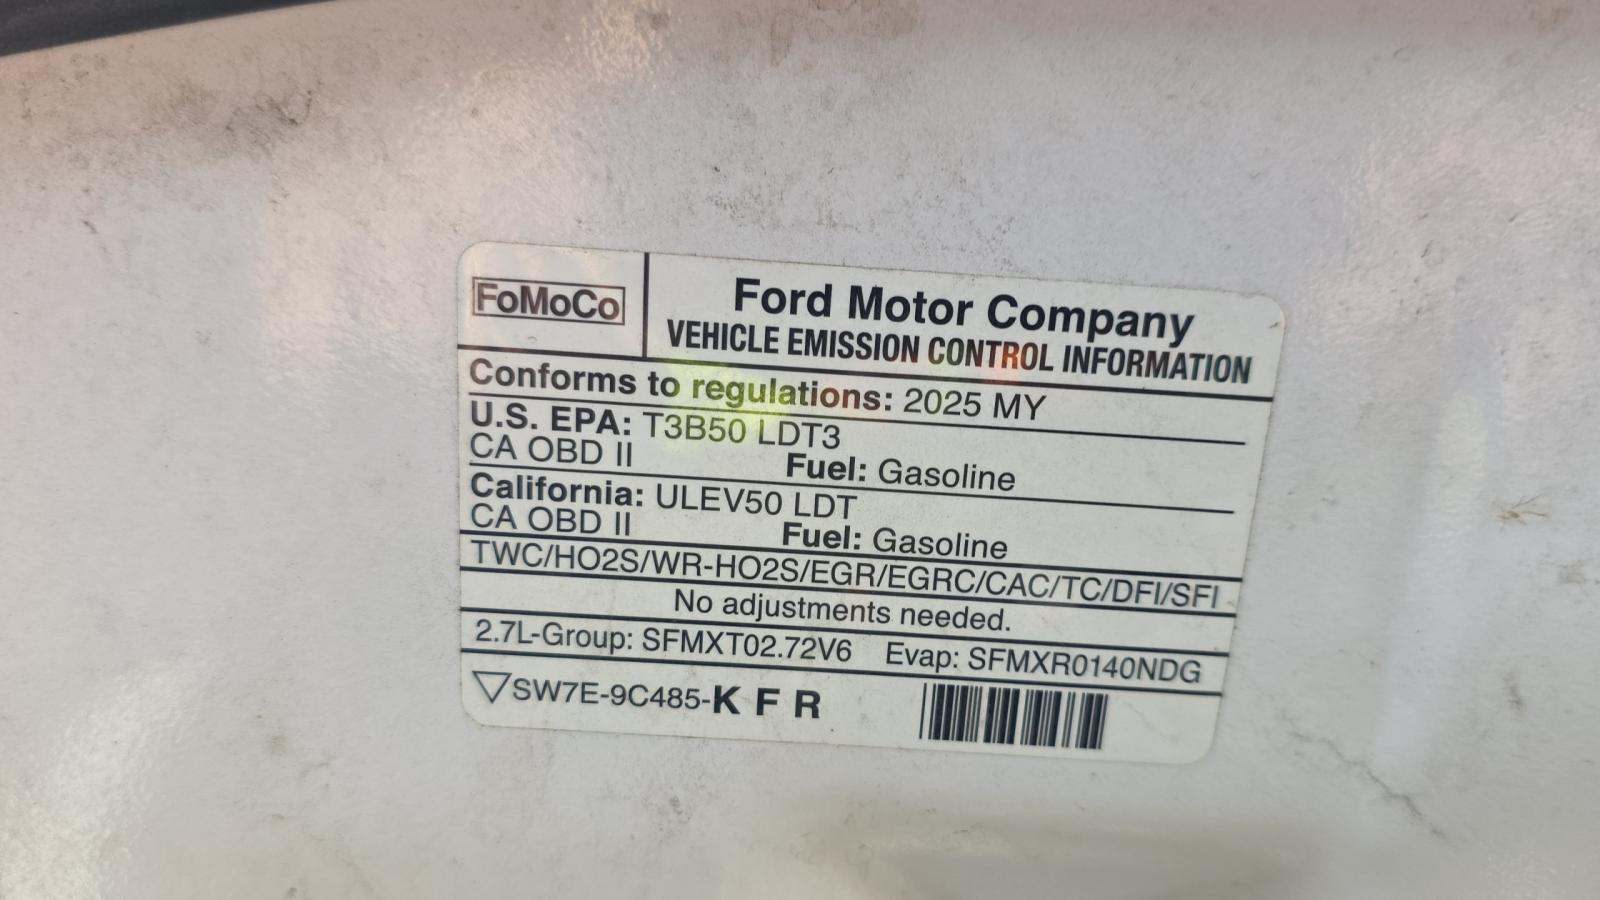 FoMoCo
Ford Motor Company
VEHICLE EMISSION CONTROL INFORMATION
Conforms to regulations: 2025 MY
U.S. EPA: T3B50 LDT3
CA OBD II Fuel: Gasoline
California: ULEV50 LDT
CA OBD II Fuel: Gasoline
TWC/HO2S/WR-HO2S/EGR/EGRC/CAC/TC/DFI/SFI
No adjustments needed.
2.7L-Group: SFMXT02.72V6 Evap: SFMXR0140NDG
SW7E-9C485-K F R